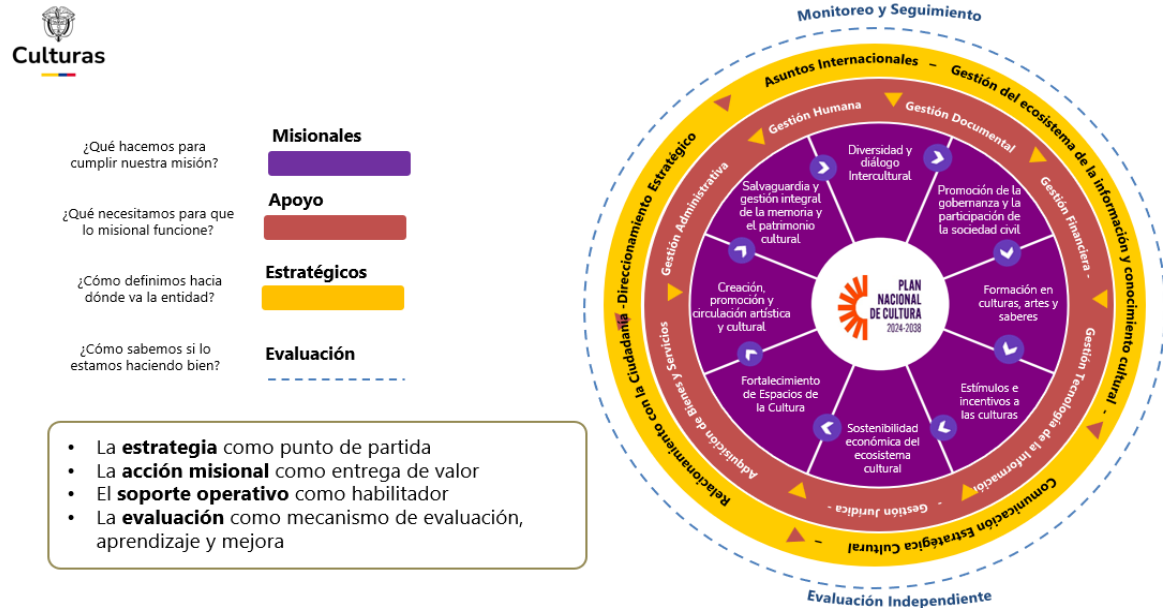 Culturas
¿Qué hacemos para
cumplir nuestra misión?
Misionales
¿Qué necesitamos para que
lo misional funcione?
Apoyo
¿Cómo definimos hacia
dónde va la entidad?
Estratégicos
¿Cómo sabemos si lo
estamos haciendo bien?
Evaluación
• La estrategia como punto de partida
• La acción misional como entrega de valor
• El soporte operativo como habilitador
• La evaluación como mecanismo de evaluación,
aprendizaje y mejora
Monitoreo y Seguimiento
Asuntos Internacionales – Gestión del ecosistema de la información y conocimiento cultural -
Comunicación Estratégica Cultural –
Relacionamiento con la Ciudadanía -Direccionamiento Estratégico
Gestión Humana
Gestión Documental
Gestión Financiera -
Gestión Tecnología de la Información
- Gestión Jurídica -
Adquisición de Bienes y Servicios
Gestión Administrativa
Diversidad y
diálogo
Intercultural
Promoción de la
gobernanza y la
participación de
la sociedad civil
Formación en
culturas, artes y
saberes
Estímulos e
incentivos a
las culturas
Sostenibilidad
económica del
ecosistema
cultural
Fortalecimiento
de Espacios de
la Cultura
Creación,
promoción y
circulación artística
y cultural
Salvaguardia y
gestión integral
de la memoria y
el patrimonio
cultural
PLAN
NACIONAL
DE CULTURA
2024-2038
Evaluación Independiente